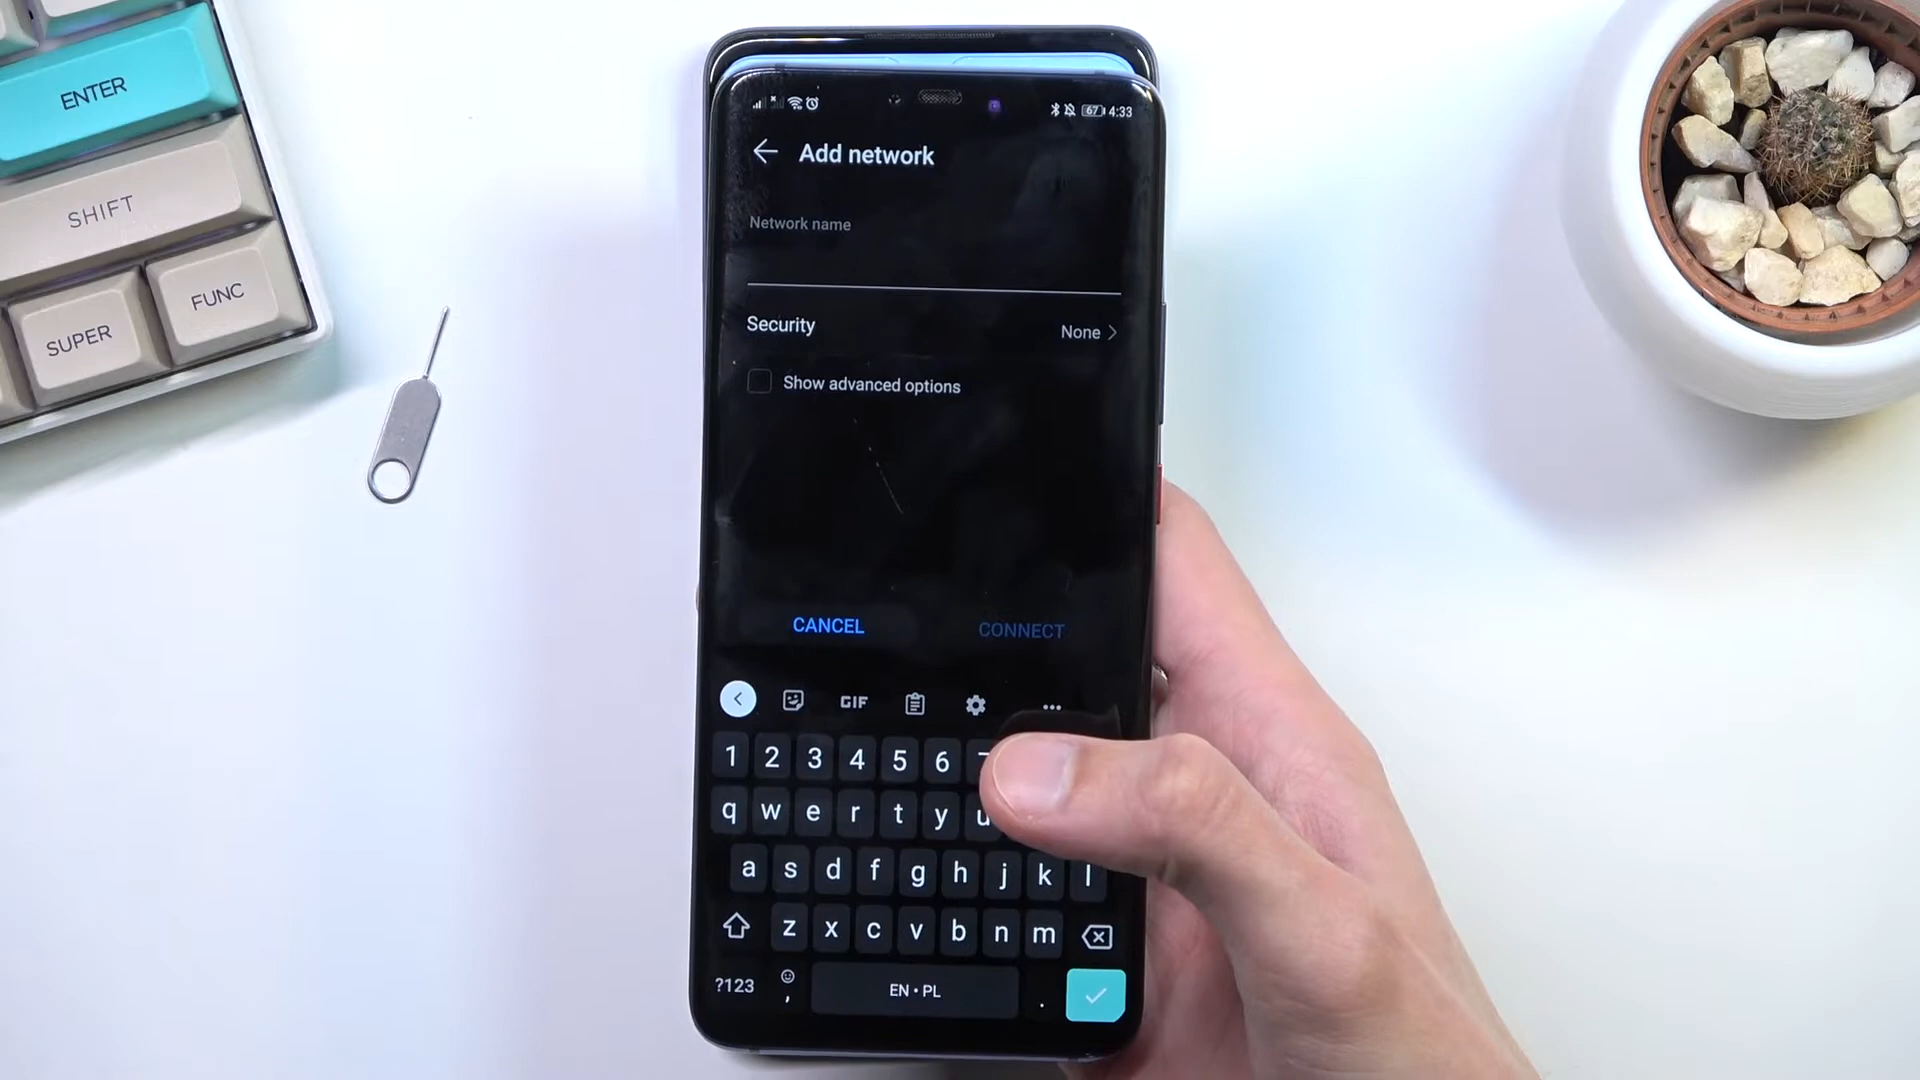 ENTER
SHIFT
SUPER
FUNC
67 4:33
Add network
Network name
Security
None
Show advanced options
CANCEL
CONNECT
GIF
1 2 3 4 5 6
q w e r t y u
a s d f g h j k l
z x c v b n m
?123 , EN • PL .